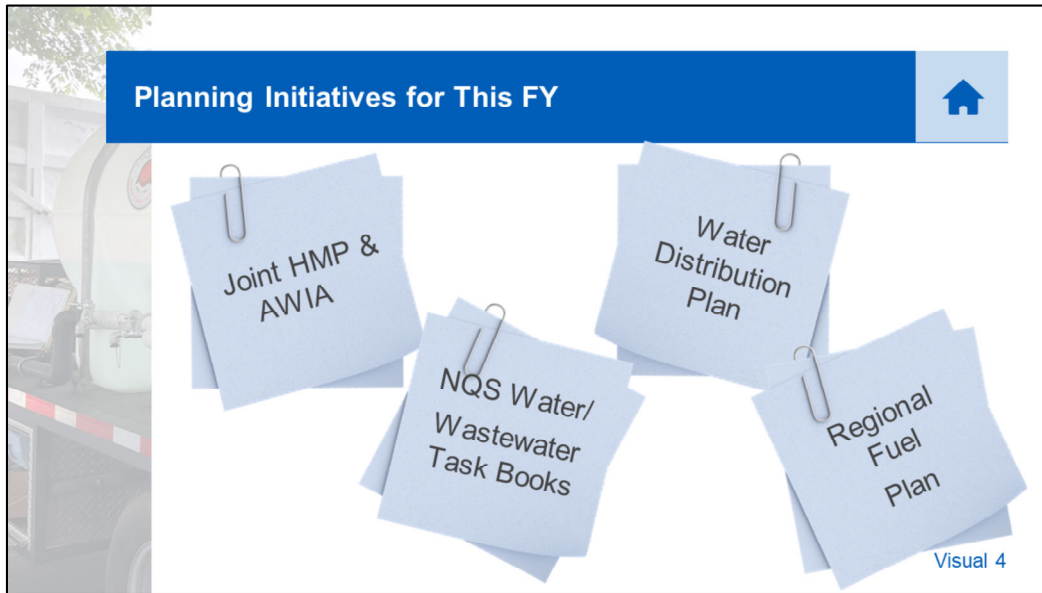 Planning Initiatives for This FY
Joint HMP &
AWIA
NQS Water/
Wastewater
Task Books
Water
Distribution
Plan
Regional
Fuel
Plan
Visual 4